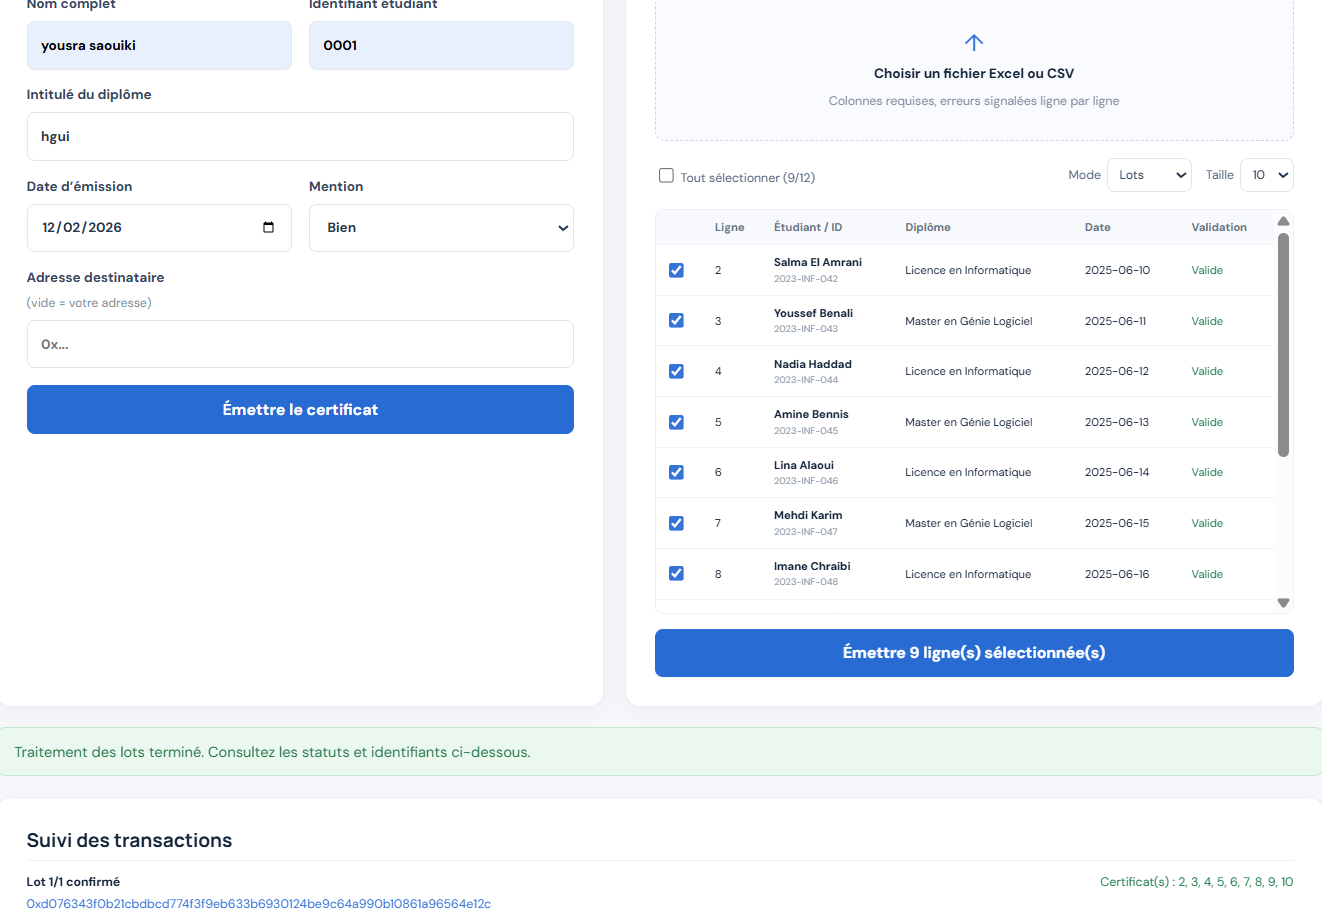 Nom complet
Identifiant étudiant
yousra saouiki
0001
Intitulé du diplôme
hgui
Date d'émission
Mention
12/02/2026
Bien
Adresse destinataire
(vide = votre adresse)
0x...
Émettre le certificat
Choisir un fichier Excel ou CSV
Colonnes requises, erreurs signalées ligne par ligne
Tout sélectionner (9/12)
Mode
Lots
Taille
10
Ligne Étudiant / ID Diplôme Date Validation
2 Salma El Amrani Licence en Informatique 2025-06-10 Valide
2023-INF-042
3 Youssef Benali Master en Génie Logiciel 2025-06-11 Valide
2023-INF-043
4 Nadia Haddad Licence en Informatique 2025-06-12 Valide
2023-INF-044
5 Amine Bennis Master en Génie Logiciel 2025-06-13 Valide
2023-INF-045
6 Lina Alaoui Licence en Informatique 2025-06-14 Valide
2023-INF-046
7 Mehdi Karim Master en Génie Logiciel 2025-06-15 Valide
2023-INF-047
8 Imane Chraibi Licence en Informatique 2025-06-16 Valide
2023-INF-048
Émettre 9 ligne(s) sélectionnée(s)
Traitement des lots terminé. Consultez les statuts et identifiants ci-dessous.
Suivi des transactions
Lot 1/1 confirmé
Certificat(s) : 2, 3, 4, 5, 6, 7, 8, 9, 10
0xd076343f0b21cbdbcd774f3f9eb633b6930124be9c64a990b10861a96564e12c